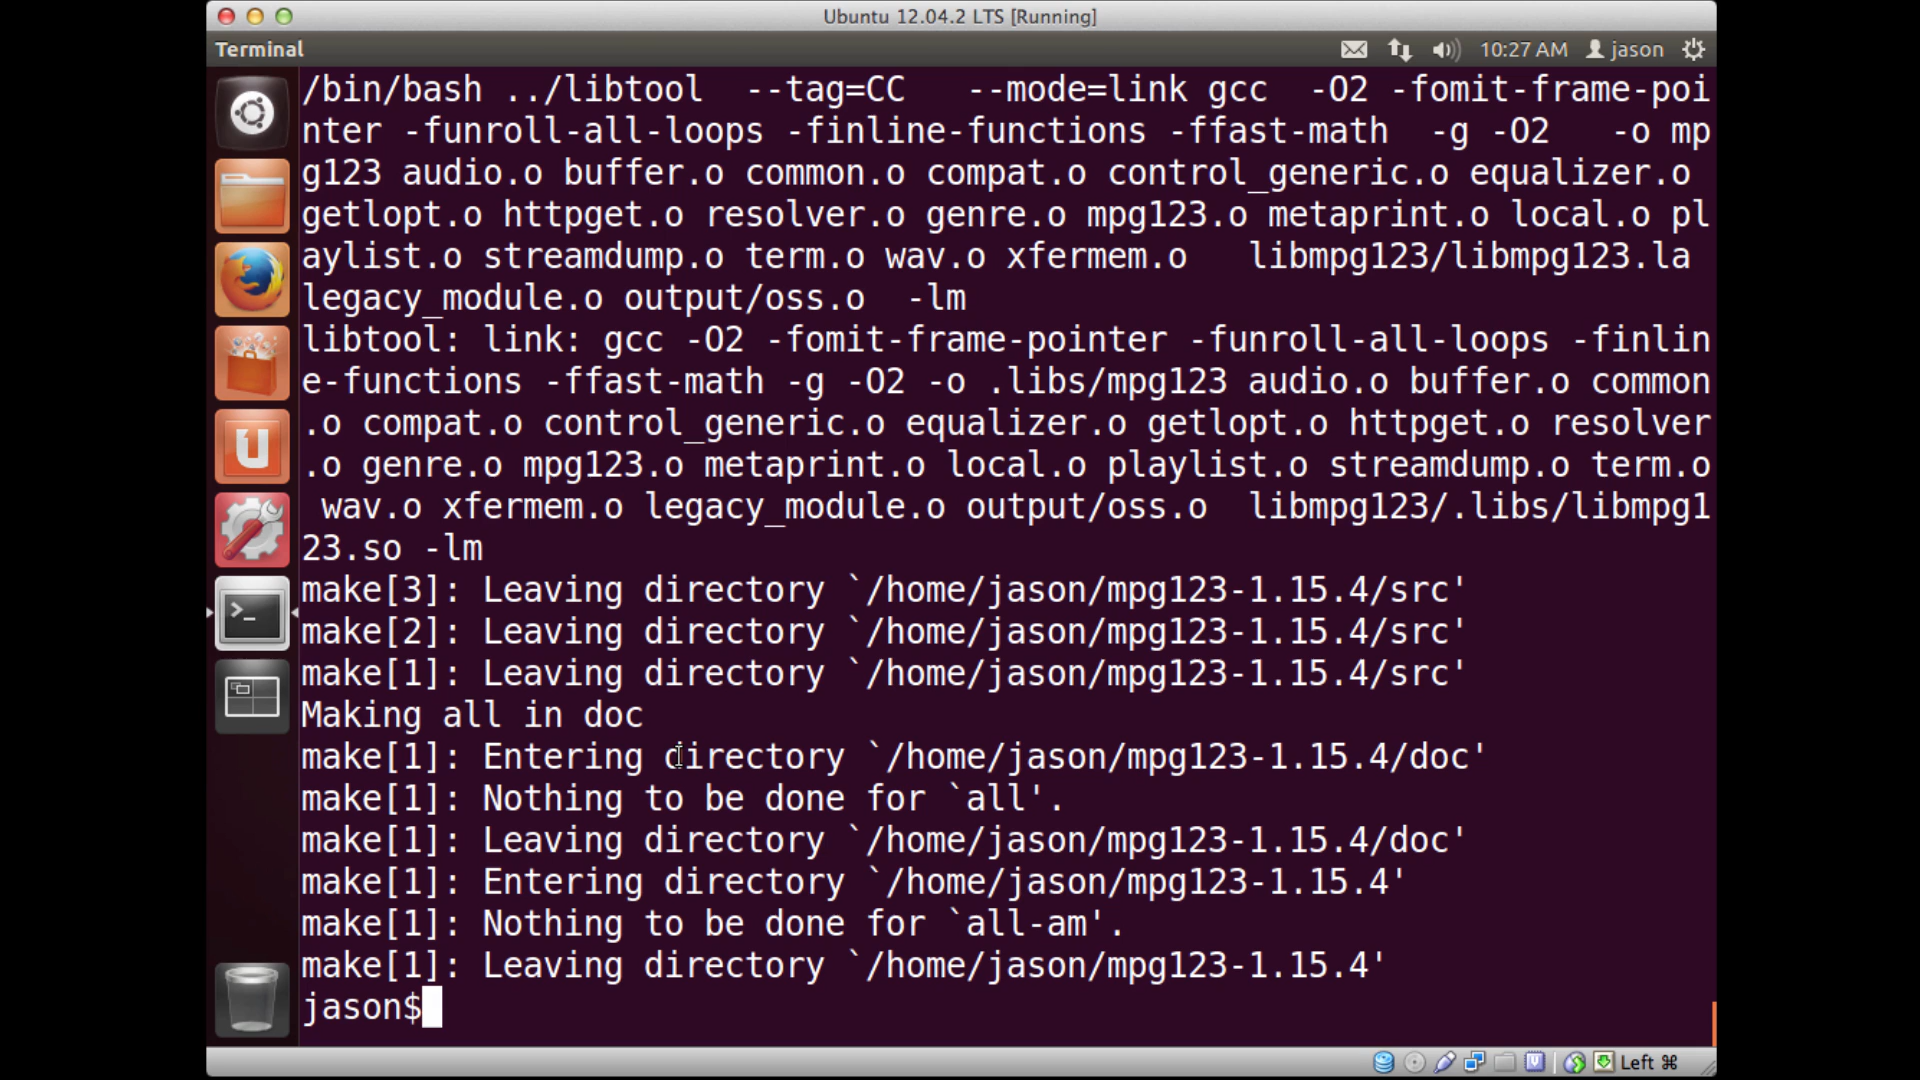 Ubuntu 12.04.2 LTS [Running]
Terminal
10:27 AM
jason
/bin/bash ../libtool  --tag=CC   --mode=link gcc  -O2 -fomit-frame-poi
nter -funroll-all-loops -finline-functions -ffast-math  -g -O2   -o mp
g123 audio.o buffer.o common.o compat.o control_generic.o equalizer.o
getlopt.o httpget.o resolver.o genre.o mpg123.o metaprint.o local.o pl
aylist.o streamdump.o term.o wav.o xfermem.o   libmpg123/libmpg123.la
legacy_module.o output/oss.o  -lm
libtool: link: gcc -O2 -fomit-frame-pointer -funroll-all-loops -finlin
e-functions -ffast-math -g -O2 -o .libs/mpg123 audio.o buffer.o common
.o compat.o control_generic.o equalizer.o getlopt.o httpget.o resolver
.o genre.o mpg123.o metaprint.o local.o playlist.o streamdump.o term.o
 wav.o xfermem.o legacy_module.o output/oss.o  libmpg123/.libs/libmpg1
23.so -lm
make[3]: Leaving directory `/home/jason/mpg123-1.15.4/src'
make[2]: Leaving directory `/home/jason/mpg123-1.15.4/src'
make[1]: Leaving directory `/home/jason/mpg123-1.15.4/src'
Making all in doc
make[1]: Entering directory `/home/jason/mpg123-1.15.4/doc'
make[1]: Nothing to be done for `all'.
make[1]: Leaving directory `/home/jason/mpg123-1.15.4/doc'
make[1]: Entering directory `/home/jason/mpg123-1.15.4'
make[1]: Nothing to be done for `all-am'.
make[1]: Leaving directory `/home/jason/mpg123-1.15.4'
jason$
Left ⌘